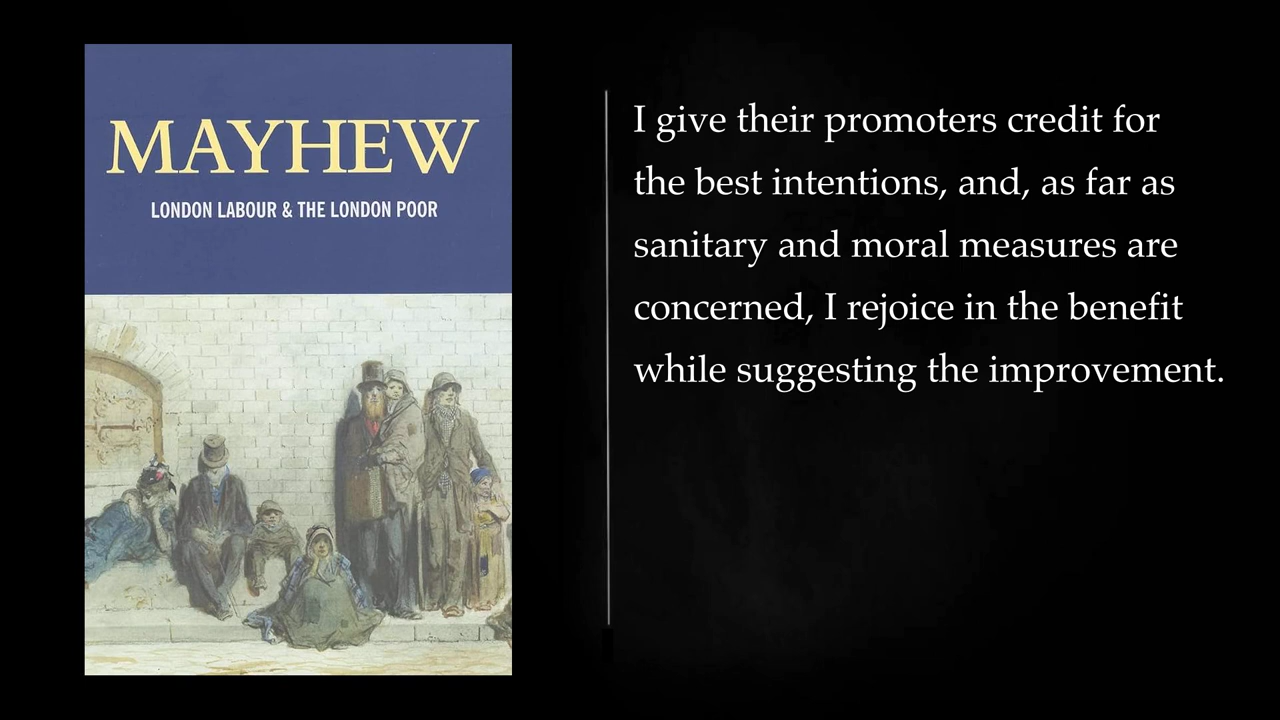 MAYHEW
LONDON LABOUR & THE LONDON POOR
I give their promoters credit for
the best intentions, and, as far as
sanitary and moral measures are
concerned, I rejoice in the benefit
while suggesting the improvement.